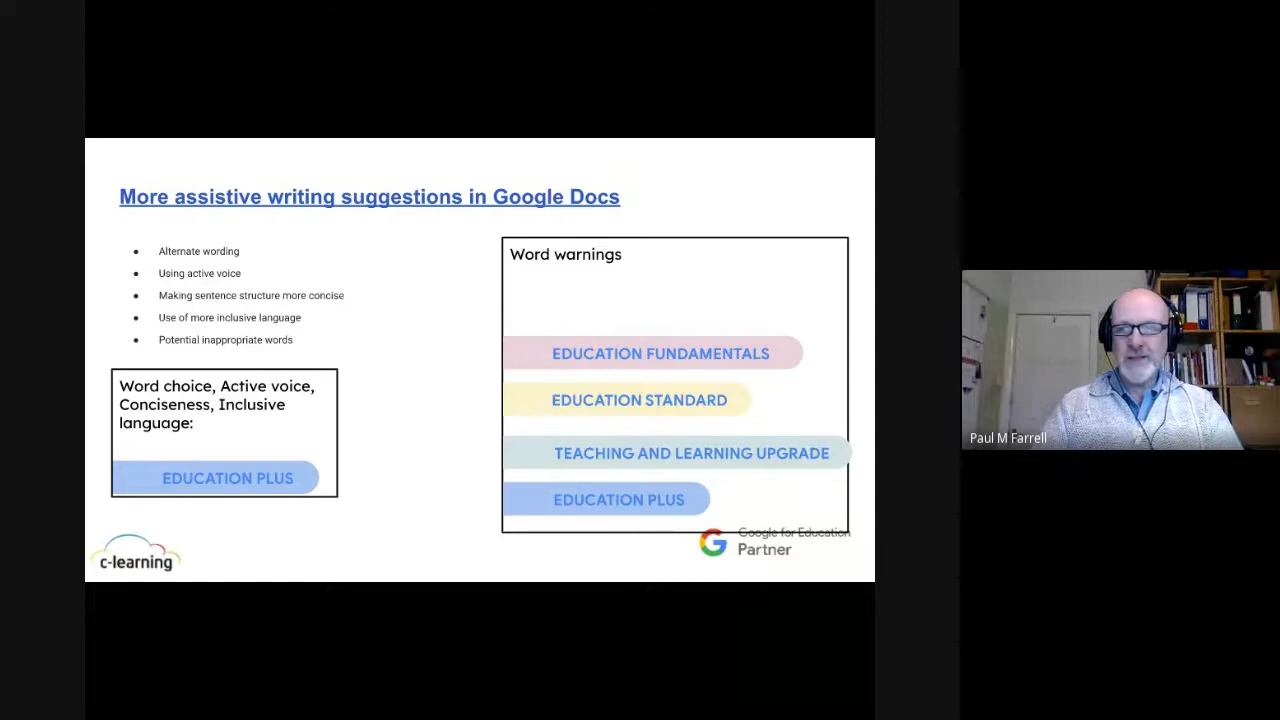 More assistive writing suggestions in Google Docs
● Alternate wording
● Using active voice
● Making sentence structure more concise
● Use of more inclusive language
● Potential inappropriate words
Word choice, Active voice,
Conciseness, Inclusive
language:
EDUCATION PLUS
Word warnings
EDUCATION FUNDAMENTALS
EDUCATION STANDARD
TEACHING AND LEARNING UPGRADE
EDUCATION PLUS
c-learning
Google for Education
Partner
Paul M Farrell